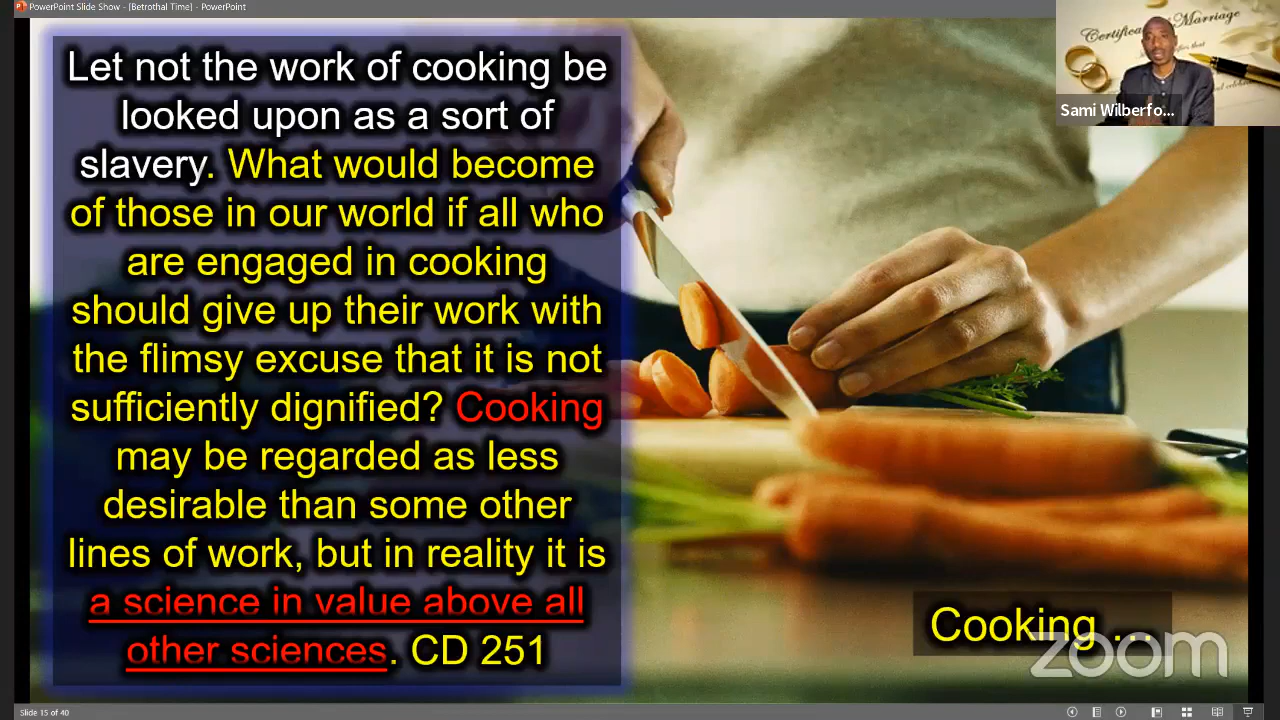 PowerPoint Slide Show - [Betrothal Time] - PowerPoint
Let not the work of cooking be
looked upon as a sort of
slavery. What would become
of those in our world if all who
are engaged in cooking
should give up their work with
the flimsy excuse that it is not
sufficiently dignified? Cooking
may be regarded as less
desirable than some other
lines of work, but in reality it is
a science in value above all
other sciences. CD 251
Marriage
Sami Wilberfo...
Cooking ...
zoom
Slide 15 of 40